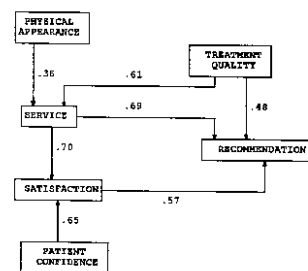 PHYSICAL
APPEARANCE
TREATMENT
QUALITY
.36
.61
.69
.48
SERVICE
RECOMMENDATION
.70
SATISFACTION
.57
.65
PATIENT
CONFIDENCE